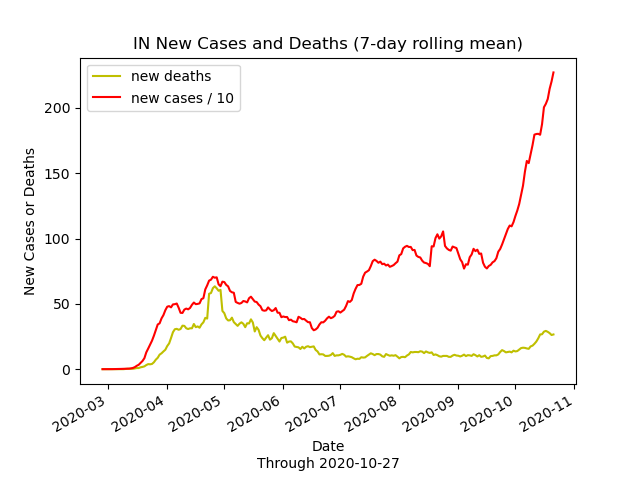 IN New Cases and Deaths (7-day rolling mean)
new deaths
new cases / 10
New Cases or Deaths
200
150
100
50
0
2020-03
2020-04
2020-05
2020-06
2020-07
2020-08
2020-09
2020-10
2020-11
Date
Through 2020-10-27